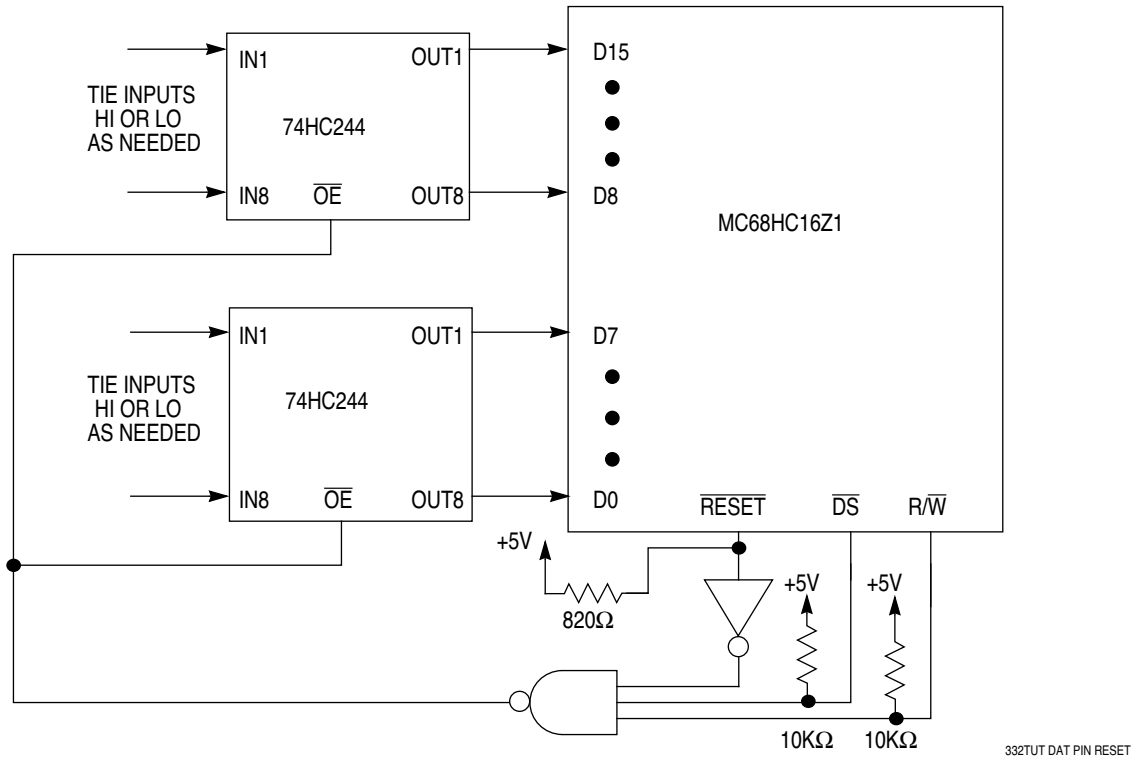 IN1
OUT1
D15
TIE INPUTS
HI OR LO
AS NEEDED
74HC244
IN8
OE
OUT8
D8
MC68HC16Z1
IN1
OUT1
D7
TIE INPUTS
HI OR LO
AS NEEDED
74HC244
IN8
OE
OUT8
D0
RESET
DS
R/W
+5V
820Ω
+5V
+5V
10KΩ
10KΩ
332TUT DAT PIN RESET